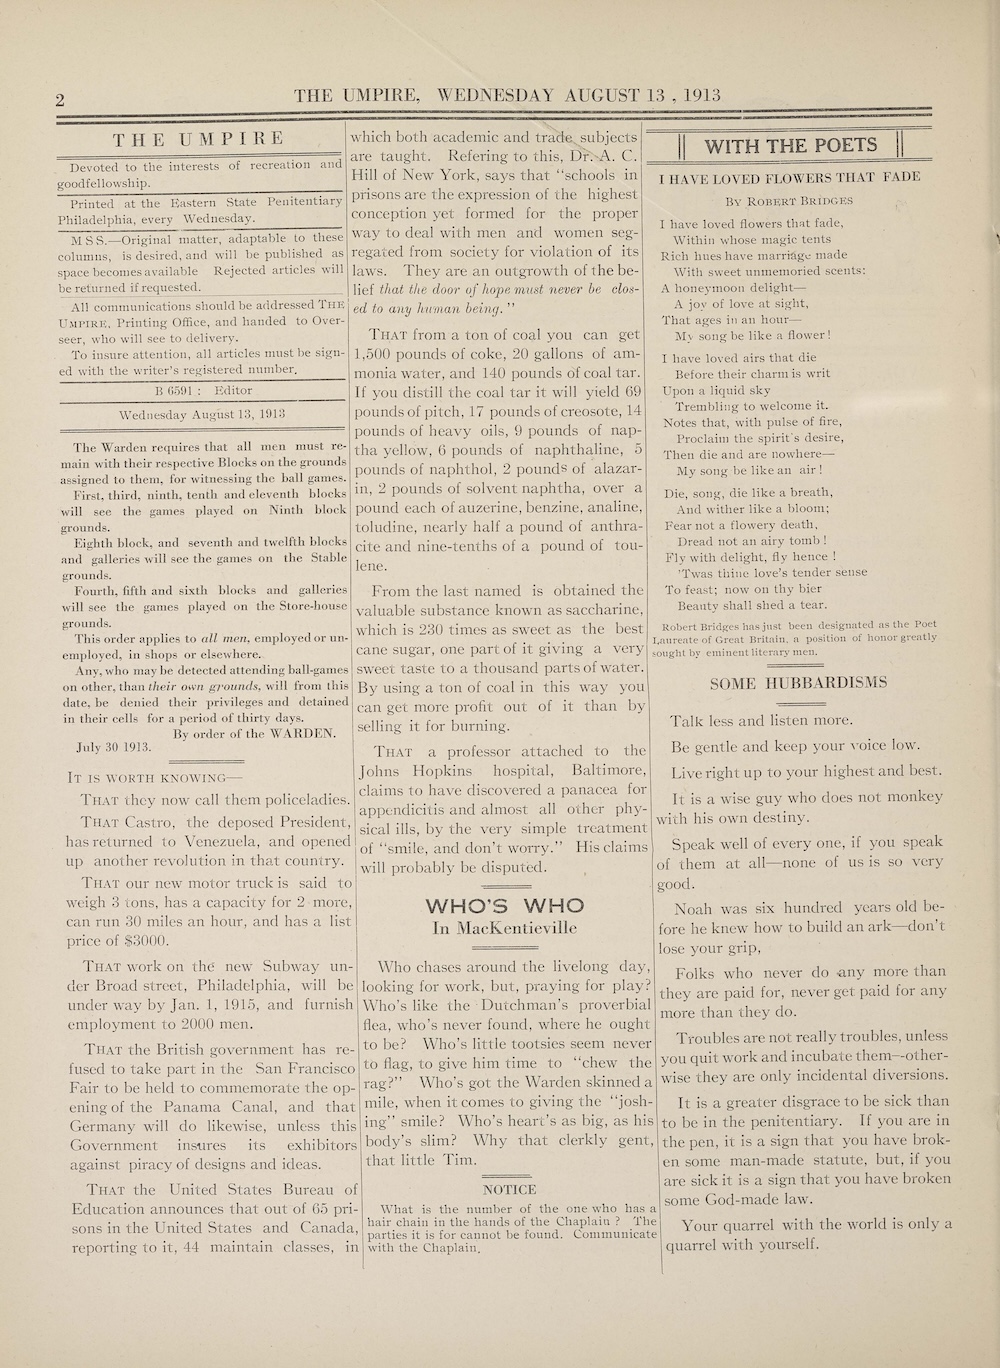 2
THE UMPIRE, WEDNESDAY AUGUST 13, 1913
THE UMPIRE
Devoted to the interests of recreation and
goodfellowship.
Printed at the Eastern State Penitentiary
Philadelphia, every Wednesday.
MSS.—Original matter, adaptable to these
columns, is desired, and will be published as
space becomes available Rejected articles will
be returned if requested.
All communications should be addressed THE
UMPIRE, Printing Office, and handed to Over-
seer, who will see to delivery.
To insure attention, all articles must be sign-
ed with the writer's registered number.
B 6591 : Editor
Wednesday August 13, 1913
The Warden requires that all men must re-
main with their respective Blocks on the grounds
assigned to them, for witnessing the ball games.
First, third, ninth, tenth and eleventh blocks
will see the games played on Ninth block
grounds.
Eighth block, and seventh and twelfth blocks
and galleries will see the games on the Stable
grounds.
Fourth, fifth and sixth blocks and galleries
will see the games played on the Store-house
grounds.
This order applies to all men, employed or un-
employed, in shops or elsewhere.
Any, who may be detected attending ball-games
on other, than their own grounds, will from this
date, be denied their privileges and detained
in their cells for a period of thirty days.
By order of the WARDEN.
July 30 1913.
IT IS WORTH KNOWING—
THAT they now call them policeladies.
THAT Castro, the deposed President,
has returned to Venezuela, and opened
up another revolution in that country.
THAT our new motor truck is said to
weigh 3 tons, has a capacity for 2 more,
can run 30 miles an hour, and has a list
price of $3000.
THAT work on the new Subway un-
der Broad street, Philadelphia, will be
under way by Jan. 1, 1915, and furnish
employment to 2000 men.
THAT the British government has re-
fused to take part in the San Francisco
Fair to be held to commemorate the op-
ening of the Panama Canal, and that
Germany will do likewise, unless this
Government insures its exhibitors
against piracy of designs and ideas.
THAT the United States Bureau of
Education announces that out of 65 pri-
sons in the United States and Canada,
reporting to it, 44 maintain classes, in
which both academic and trade subjects
are taught. Refering to this, Dr. A. C.
Hill of New York, says that "schools in
prisons are the expression of the highest
conception yet formed for the proper
way to deal with men and women seg-
regated from society for violation of its
laws. They are an outgrowth of the be-
lief that the door of hope must never be clos-
ed to any human being."
THAT from a ton of coal you can get
1,500 pounds of coke, 20 gallons of am-
monia water, and 140 pounds of coal tar.
If you distill the coal tar it will yield 69
pounds of pitch, 17 pounds of creosote, 14
pounds of heavy oils, 9 pounds of nap-
tha yellow, 6 pounds of naphthaline, 5
pounds of naphthol, 2 pounds of alazar-
in, 2 pounds of solvent naphtha, over a
pound each of auzerine, benzine, analine,
toludine, nearly half a pound of anthra-
cite and nine-tenths of a pound of tou-
lene.
From the last named is obtained the
valuable substance known as saccharine,
which is 230 times as sweet as the best
cane sugar, one part of it giving a very
sweet taste to a thousand parts of water.
By using a ton of coal in this way you
can get more profit out of it than by
selling it for burning.
THAT a professor attached to the
Johns Hopkins hospital, Baltimore,
claims to have discovered a panacea for
appendicitis and almost all other phy-
sical ills, by the very simple treatment
of "smile, and don't worry." His claims
will probably be disputed.
WHO'S WHO
In MacKentieville
Who chases around the livelong day,
looking for work, but, praying for play?
Who's like the Dutchman's proverbial
flea, who's never found, where he ought
to be? Who's little tootsies seem never
to flag, to give him time to "chew the
rag?" Who's got the Warden skinned a
mile, when it comes to giving the "josh-
ing" smile? Who's heart's as big, as his
body's slim? Why that clerkly gent,
that little Tim.
NOTICE
What is the number of the one who has a
hair chain in the hands of the Chaplain ? The
parties it is for cannot be found. Communicate
with the Chaplain.
WITH THE POETS
I HAVE LOVED FLOWERS THAT FADE
BY ROBERT BRIDGES
I have loved flowers that fade,
Within whose magic tents
Rich hues have marriage made
With sweet unmemoried scents:
A honeymoon delight—
A joy of love at sight,
That ages in an hour—
My song be like a flower!
I have loved airs that die
Before their charm is writ
Upon a liquid sky
Trembling to welcome it.
Notes that, with pulse of fire,
Proclaim the spirit's desire,
Then die and are nowhere—
My song be like an air !
Die, song, die like a breath,
And wither like a bloom;
Fear not a flowery death,
Dread not an airy tomb !
Fly with delight, fly hence !
'Twas thine love's tender sense
To feast; now on thy bier
Beauty shall shed a tear.
Robert Bridges has just been designated as the Poet
Laureate of Great Britain, a position of honor greatly
sought by eminent literary men.
SOME HUBBARDISMS
Talk less and listen more.
Be gentle and keep your voice low.
Live right up to your highest and best.
It is a wise guy who does not monkey
with his own destiny.
Speak well of every one, if you speak
of them at all—none of us is so very
good.
Noah was six hundred years old be-
fore he knew how to build an ark—don't
lose your grip,
Folks who never do any more than
they are paid for, never get paid for any
more than they do.
Troubles are not really troubles, unless
you quit work and incubate them—other-
wise they are only incidental diversions.
It is a greater disgrace to be sick than
to be in the penitentiary. If you are in
the pen, it is a sign that you have brok-
en some man-made statute, but, if you
are sick it is a sign that you have broken
some God-made law.
Your quarrel with the world is only a
quarrel with yourself.